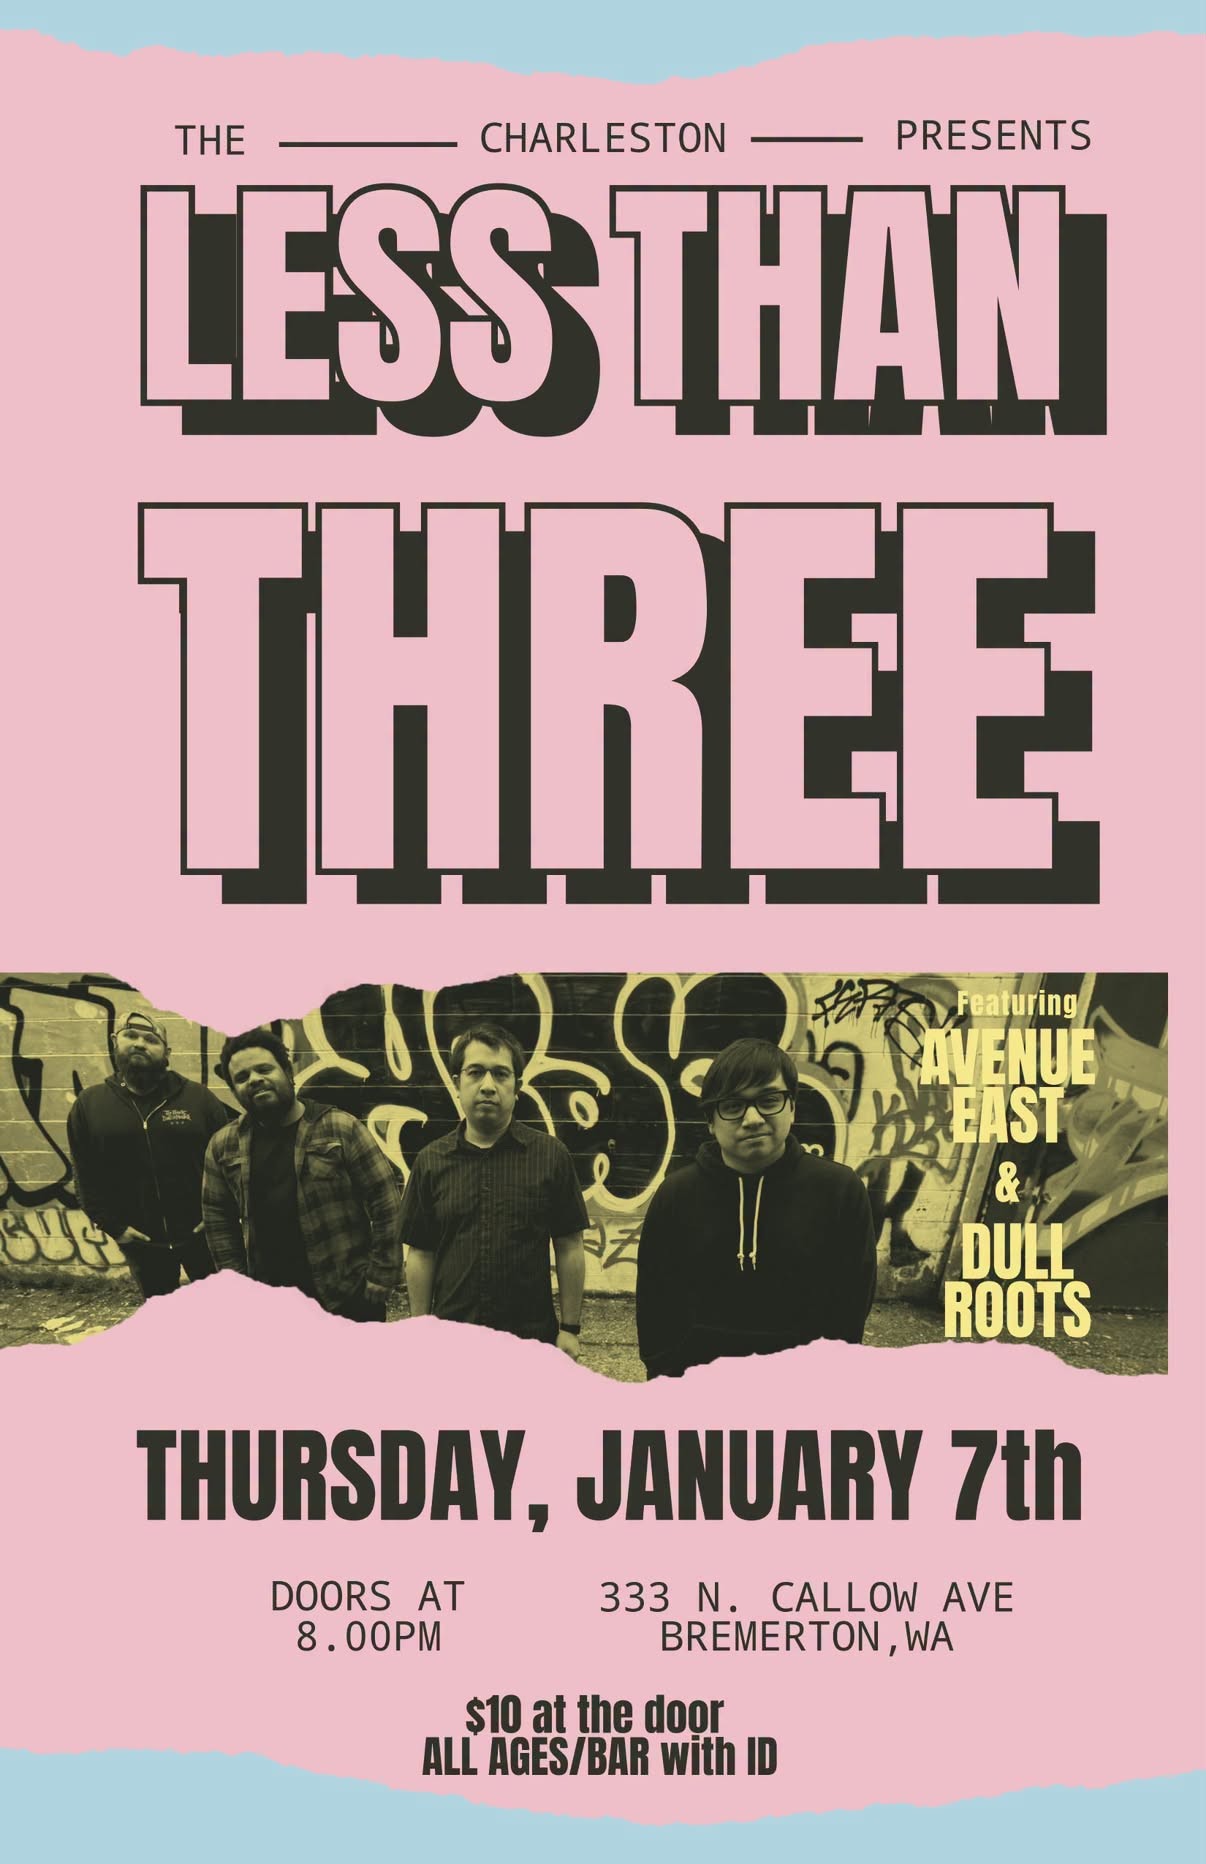 THE CHARLESTON PRESENTS
LESS THAN
THREE
Featuring
AVENUE
EAST
&
DULL
ROOTS
THURSDAY, JANUARY 7th
DOORS AT
8.00PM
333 N. CALLOW AVE
BREMERTON,WA
$10 at the door
ALL AGES/BAR with ID